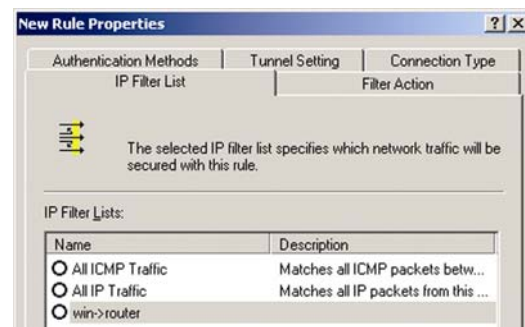 New Rule Properties
Authentication Methods
Tunnel Setting
Connection Type
IP Filter List
Filter Action
The selected IP filter list specifies which network traffic will be
secured with this rule.
IP Filter Lists:
Name
Description
All ICMP Traffic
Matches all ICMP packets betw...
All IP Traffic
Matches all IP packets from this ...
win->router